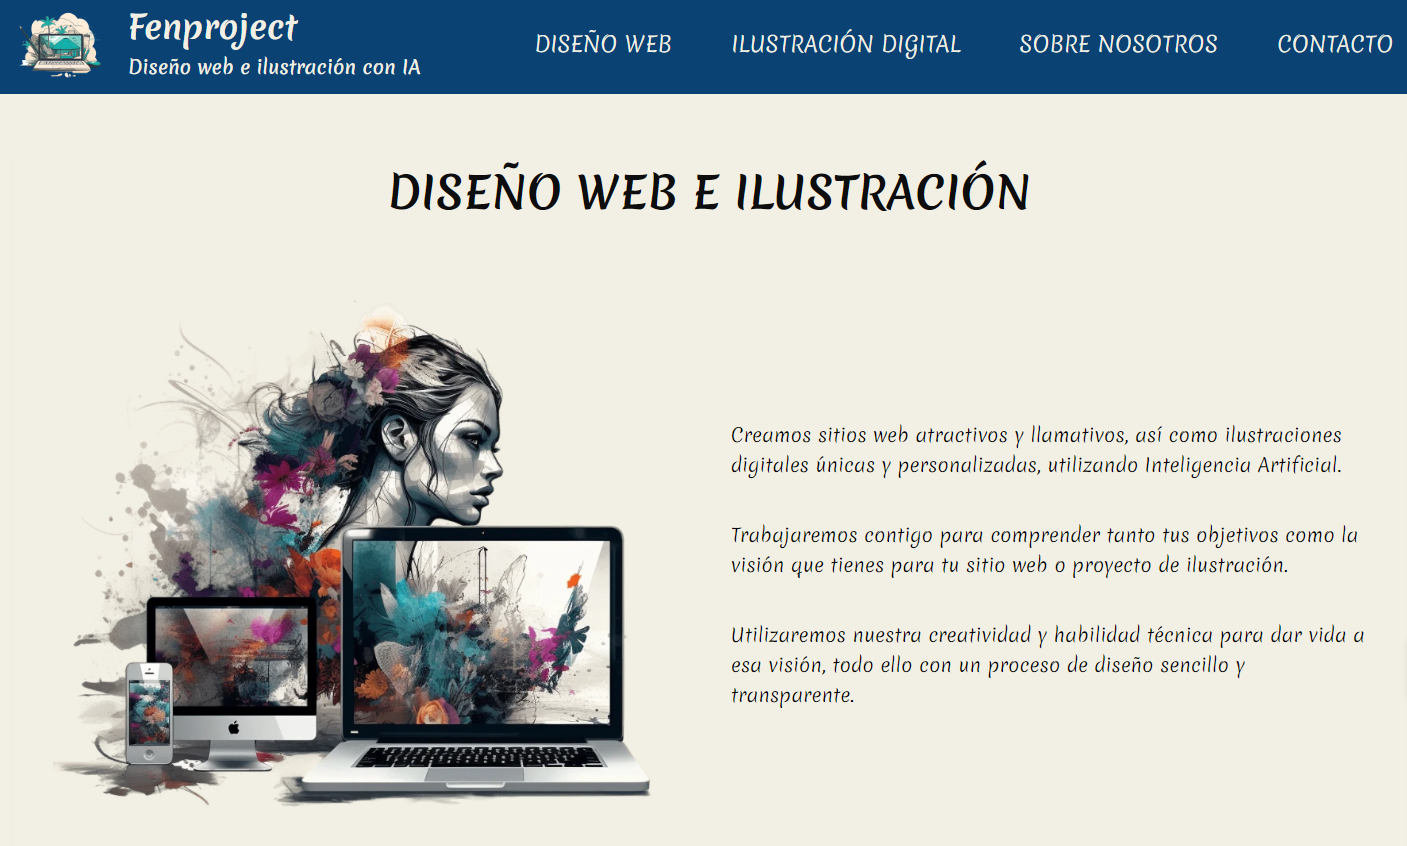 Fenproject
Diseño web e ilustración con IA
DISEÑO WEB
ILUSTRACIÓN DIGITAL
SOBRE NOSOTROS
CONTACTO
DISEÑO WEB E ILUSTRACIÓN
Creamos sitios web atractivos y llamativos, así como ilustraciones
digitales únicas y personalizadas, utilizando Inteligencia Artificial.
Trabajaremos contigo para comprender tanto tus objetivos como la
visión que tienes para tu sitio web o proyecto de ilustración.
Utilizaremos nuestra creatividad y habilidad técnica para dar vida a
esa visión, todo ello con un proceso de diseño sencillo y
transparente.